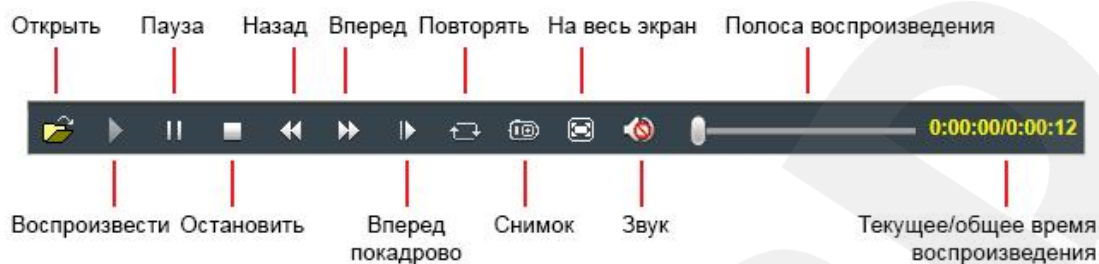 Открыть Пауза Назад Вперед Повторять На весь экран Полоса воспроизведения
0:00:00/0:00:12
Воспроизвести Остановить Вперед покадрово Снимок Звук Текущее/общее время воспроизведения